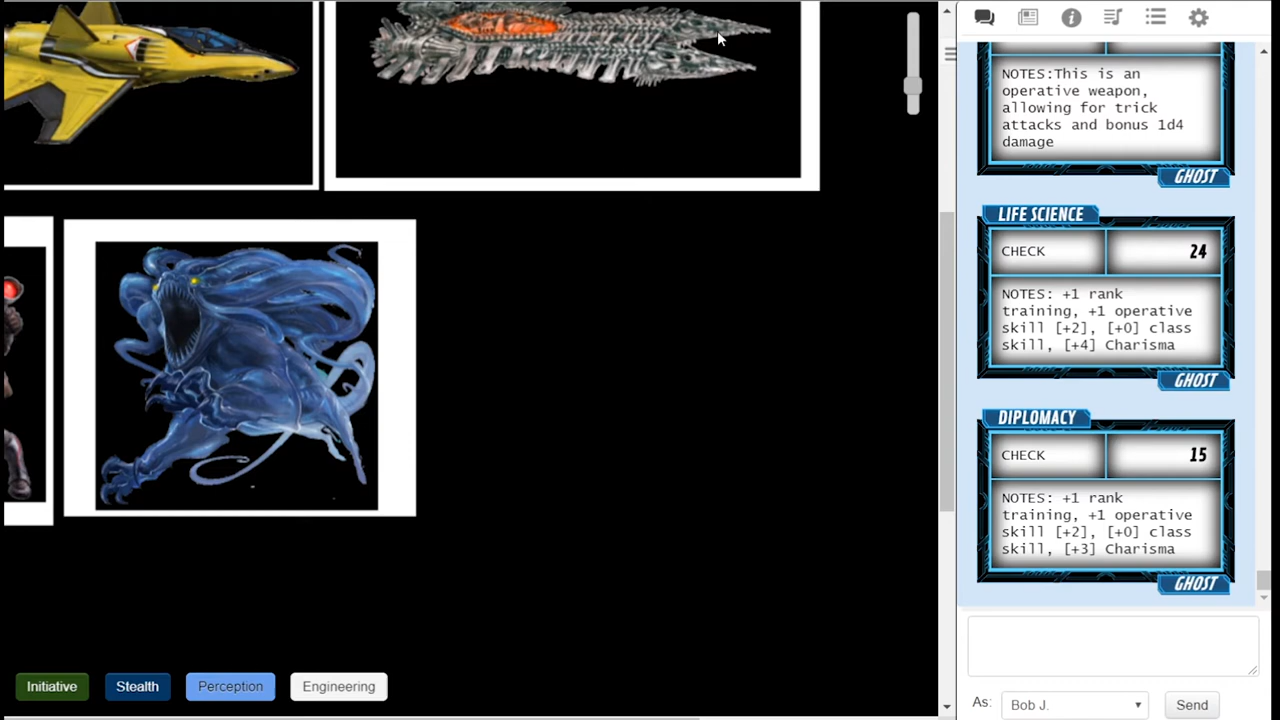 NOTES:This is an
operative weapon,
allowing for trick
attacks and bonus 1d4
damage
GHOST
LIFE SCIENCE
CHECK
24
NOTES: +1 rank
training, +1 operative
skill [+2], [+0] class
skill, [+4] Charisma
GHOST
DIPLOMACY
CHECK
15
NOTES: +1 rank
training, +1 operative
skill [+2], [+0] class
skill, [+3] Charisma
GHOST
Initiative
Stealth
Perception
Engineering
As:
Bob J.
Send